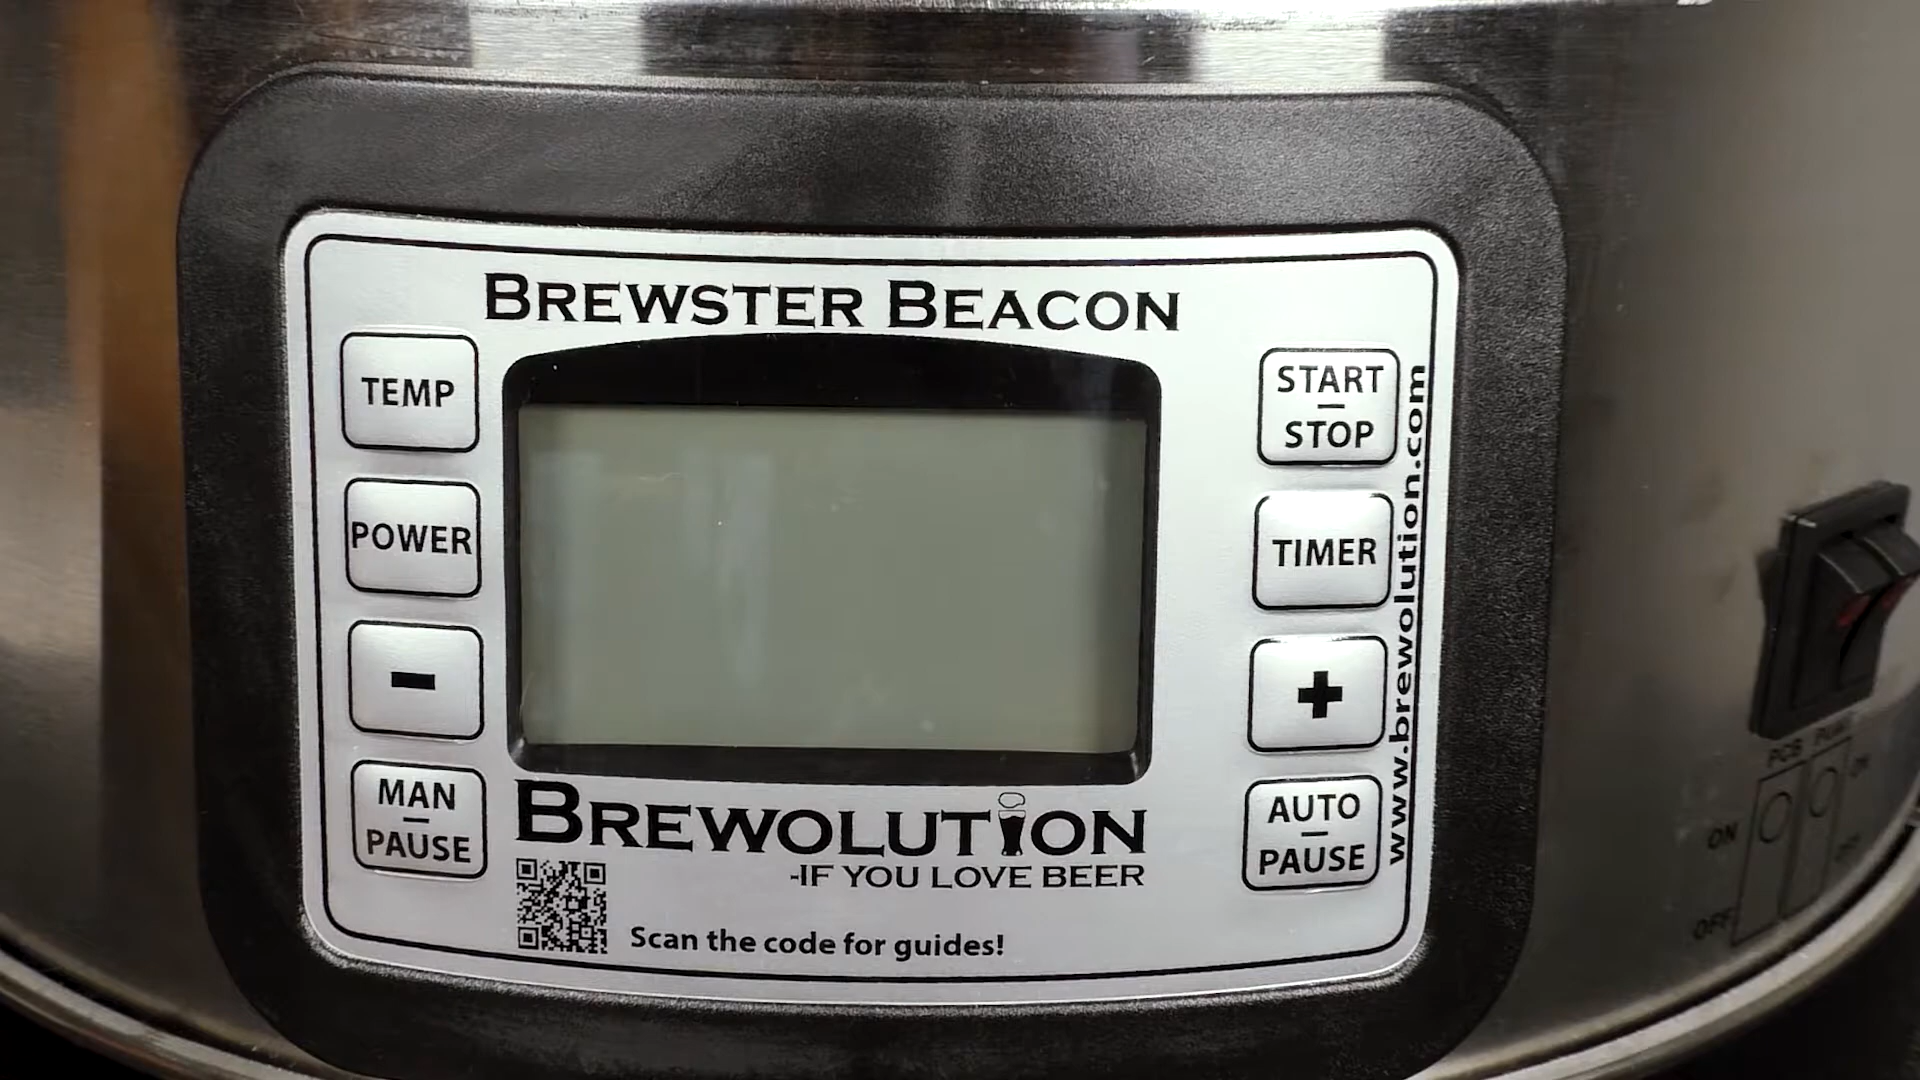 BREWSTER BEACON
TEMP
POWER
-
MAN
PAUSE
START
STOP
TIMER
+
AUTO
PAUSE
www.brewolution.com
BREWOLUTION
-IF YOU LOVE BEER
Scan the code for guides!
PCB
ON
OFF